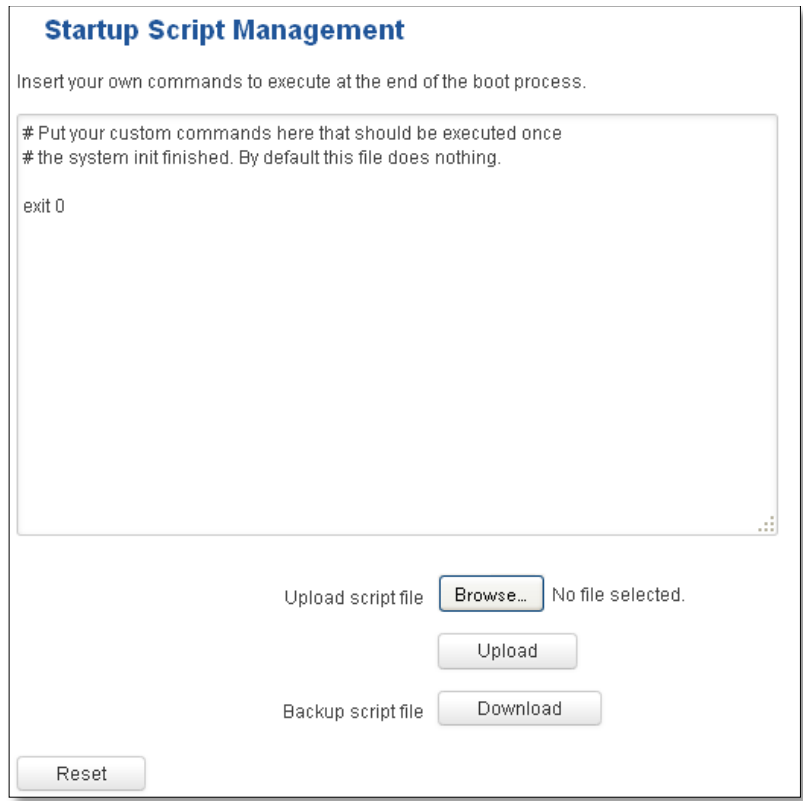 Startup Script Management
Insert your own commands to execute at the end of the boot process.
# Put your custom commands here that should be executed once
# the system init finished. By default this file does nothing.
exit 0
Upload script file Browse... No file selected.
Upload
Backup script file Download
Reset